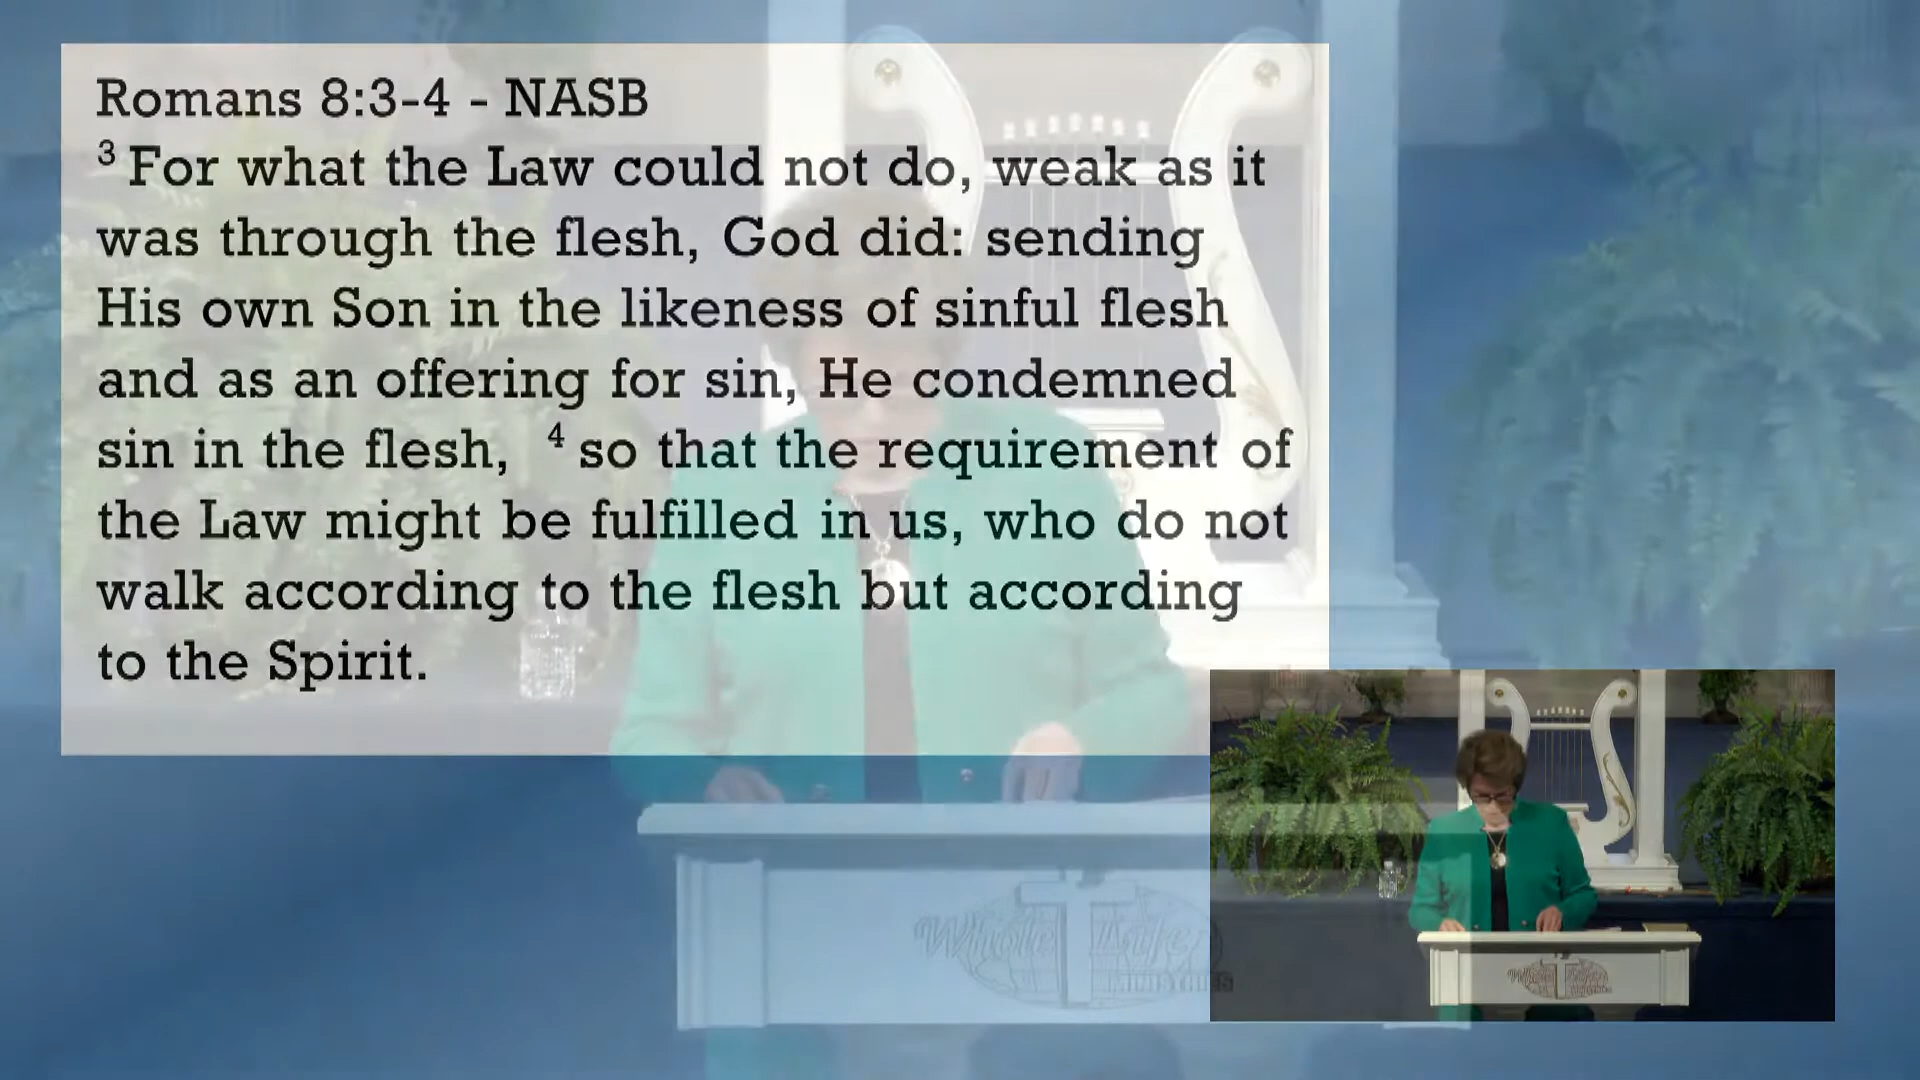 Romans 8:3-4 - NASB
3 For what the Law could not do, weak as it
was through the flesh, God did: sending
His own Son in the likeness of sinful flesh
and as an offering for sin, He condemned
sin in the flesh, 4 so that the requirement of
the Law might be fulfilled in us, who do not
walk according to the flesh but according
to the Spirit.
Whole Life
MINISTRIES